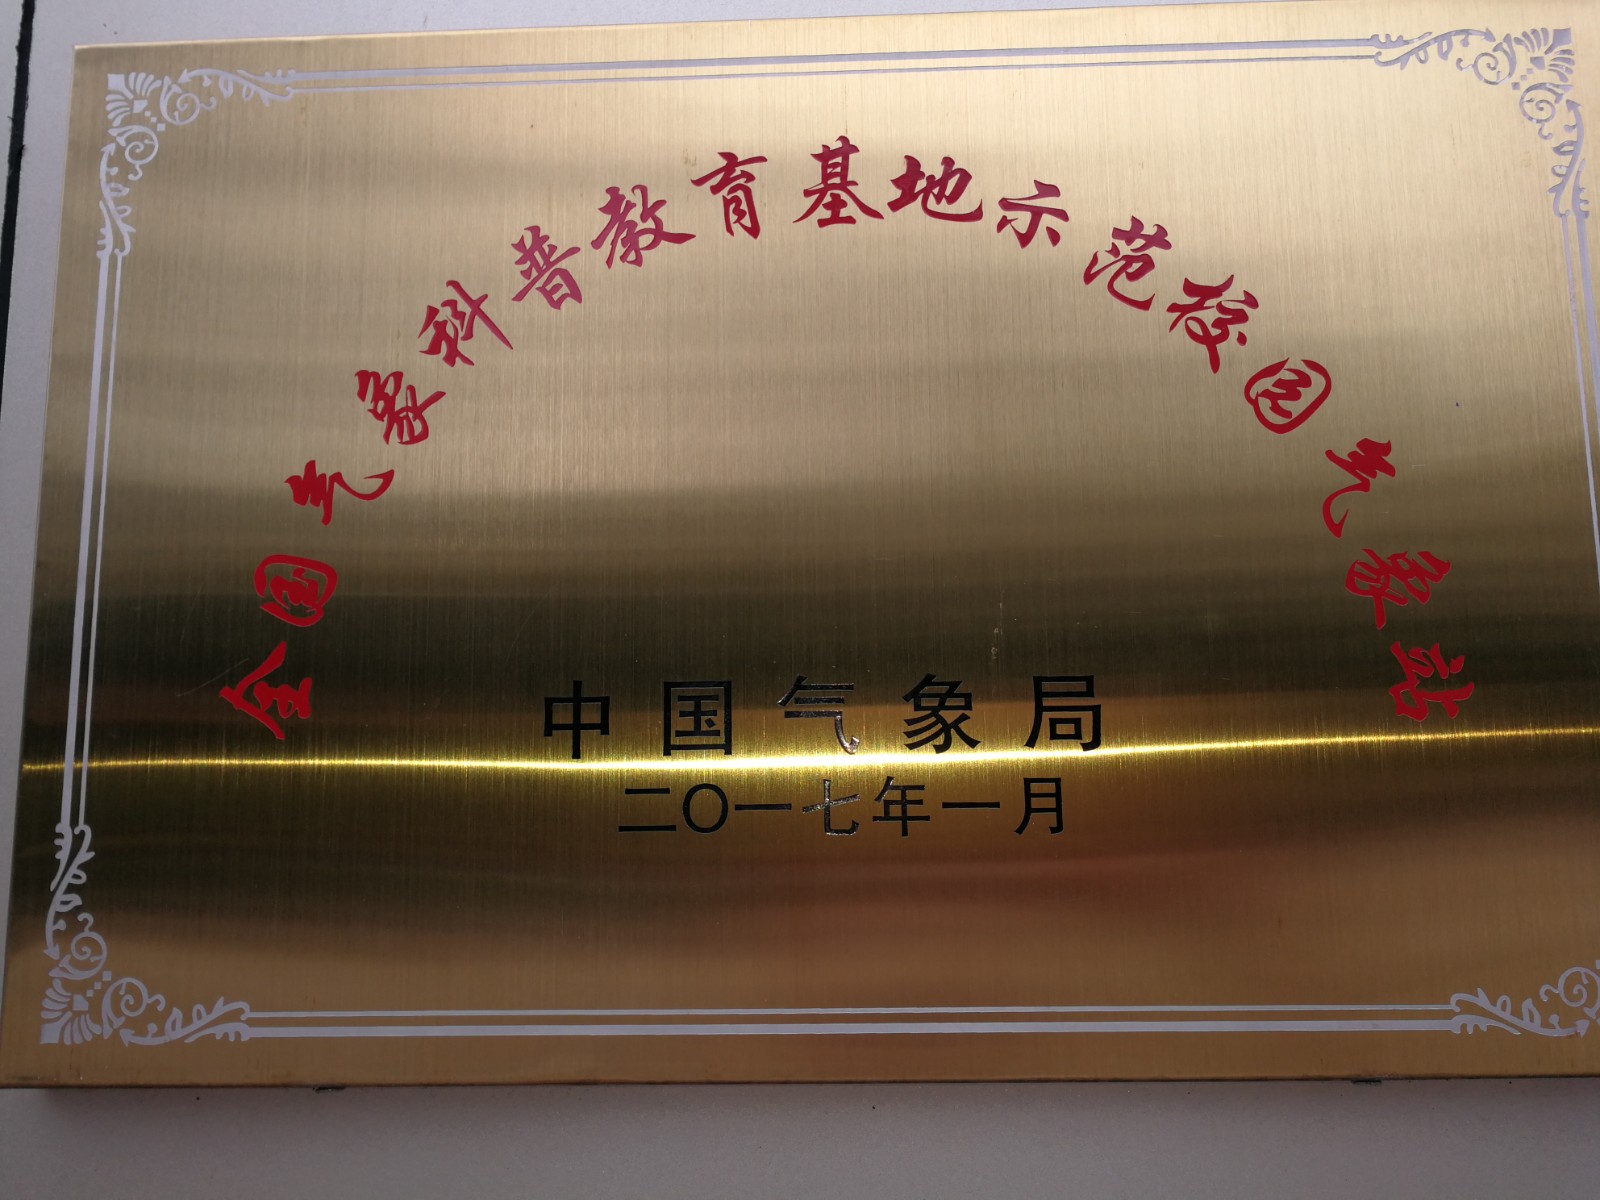 全国气象科普教育基地示范校园气象站
中国气象局
二〇一七年一月